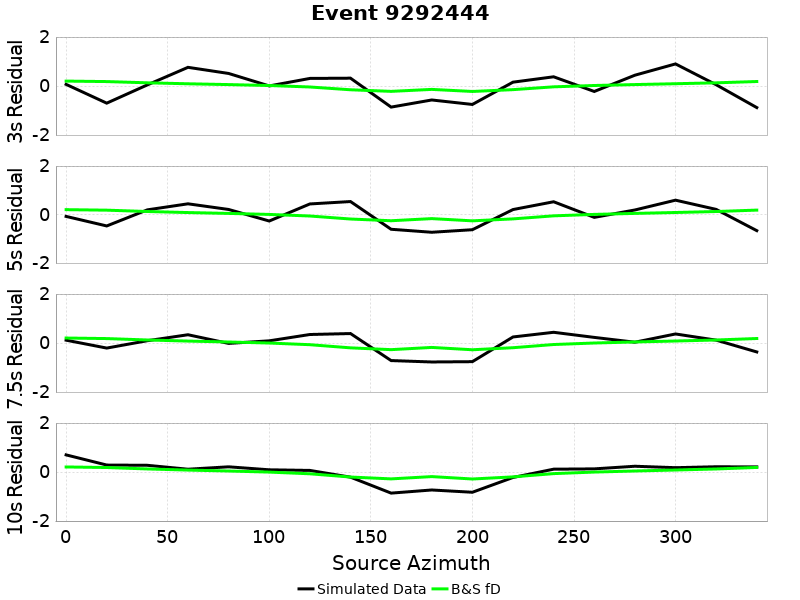 Event 9292444
3s Residual
2
0
-2
5s Residual
2
0
-2
7.5s Residual
2
0
-2
10s Residual
2
0
-2
0 50 100 150 200 250 300
Source Azimuth
Simulated Data B&S fD